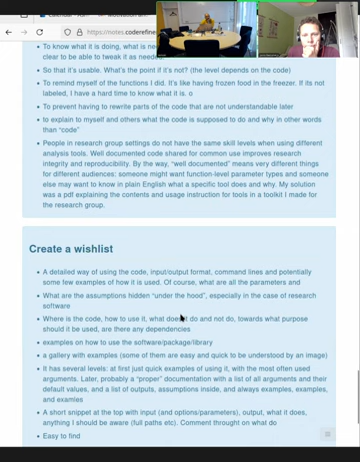 https://notes.coderefine
To know what it is doing, what is ne
clear to be able to tweak it as neede
So that it's usable. What's the point if it's not? (the level depends on the code)
To remind myself of the functions I did. It's like having frozen food in the freezer. If its not
labeled, I have a hard time to know what it is. o
To prevent having to rewrite parts of the code that are not understandable later
to explain to myself and others what the code is supposed to do and why in other words
than “code”
People in research group settings do not have the same skill levels when using different
analysis tools. Well documented code shared for common use improves research
integrity and reproducibility. By the way, “well documented” means very different things
for different audiences: someone might want function-level parameter types and someone
else may want to know in plain English what a specific tool does and why. My solution
was a pdf explaining the contents and usage instruction for tools in a toolkit I made for
the research group.
Create a wishlist
A detailed way of using the code, input/output format, command lines and potentially
some few examples of how it is used. Of course, what are all the parameters and
What are the assumptions hidden “under the hood”, especially in the case of research
software
Where is the code, how to use it, what does it do and not do, towards what purpose
should it be used, are there any dependencies
examples on how to use the software/package/library
a gallery with examples (some of them are easy and quick to be understood by an image)
It has several levels: at first just quick examples of using it, with the most often used
arguments. Later, probably a “proper” documentation with a list of all arguments and their
default values, and a list of outputs, assumptions inside, and always examples, examples,
and examles
A short snippet at the top with input (and options/parameters), output, what it does,
anything I should be aware (full paths etc). Comment throught on what do
Easy to find